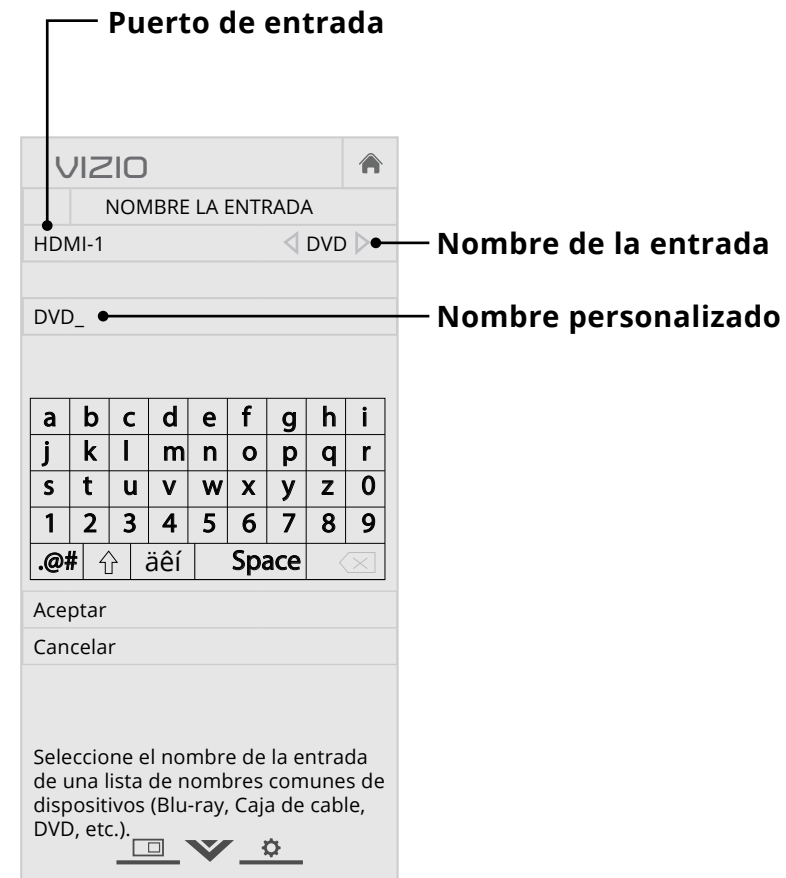 Puerto de entrada
VIZIO
NOMBRE LA ENTRADA
HDMI-1 DVD
Nombre de la entrada
DVD_
Nombre personalizado
a b c d e f g h i
j k l m n o p q r
s t u v w x y z 0
1 2 3 4 5 6 7 8 9
.@# äêí Space
Aceptar
Cancelar
Seleccione el nombre de la entrada
de una lista de nombres comunes de
dispositivos (Blu-ray, Caja de cable,
DVD, etc.).